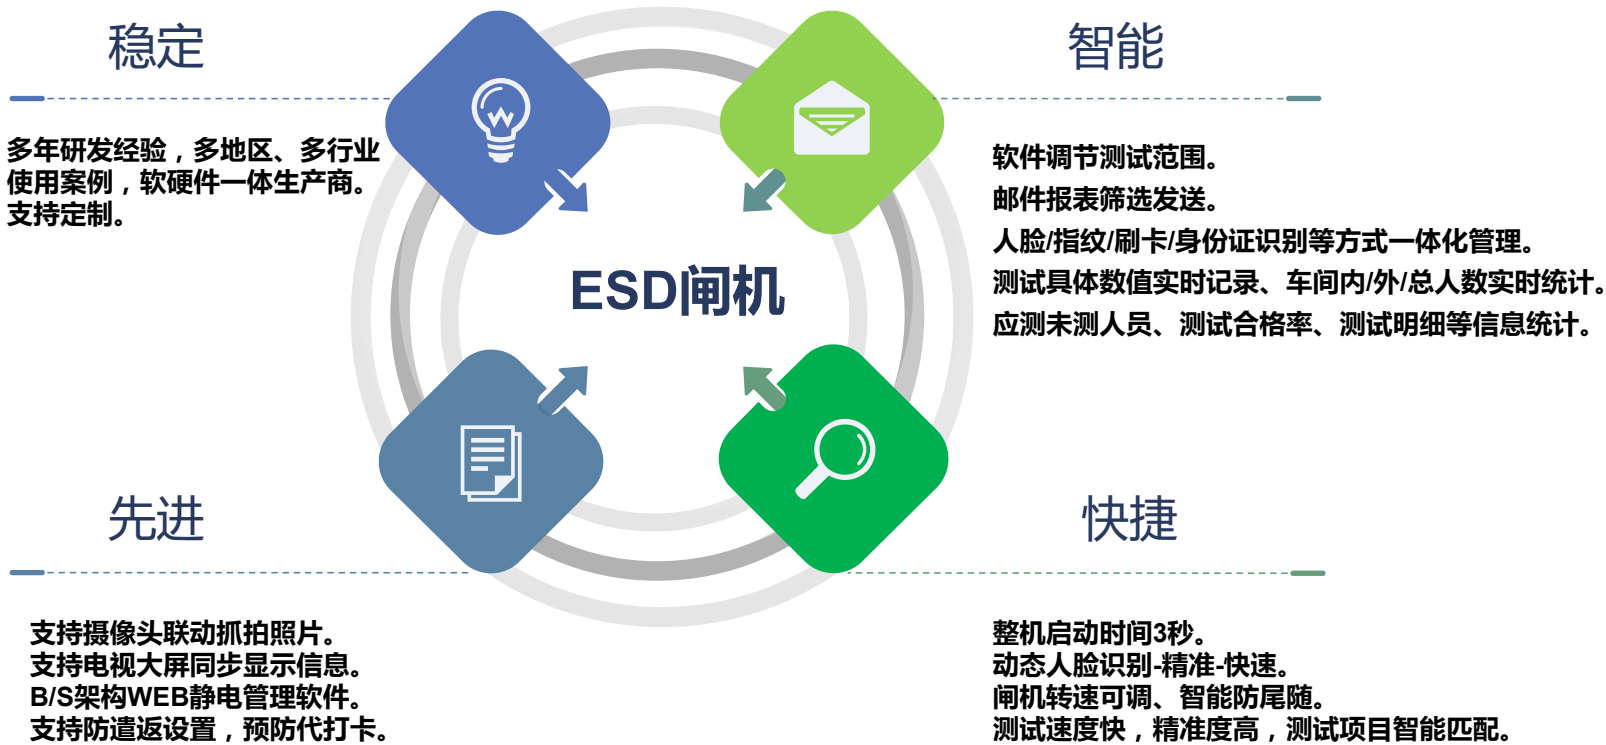 稳定
多年研发经验，多地区、多行业
使用案例，软硬件一体生产商。
支持定制。
智能
软件调节测试范围。
邮件报表筛选发送。
人脸/指纹/刷卡/身份证识别等方式一体化管理。
测试具体数值实时记录、车间内/外/总人数实时统计。
应测未测人员、测试合格率、测试明细等信息统计。
ESD闸机
先进
支持摄像头联动抓拍照片。
支持电视大屏同步显示信息。
B/S架构WEB静电管理软件。
支持防遣返设置，预防代打卡。
快捷
整机启动时间3秒。
动态人脸识别-精准-快速。
闸机转速可调、智能防尾随。
测试速度快，精准度高，测试项目智能匹配。